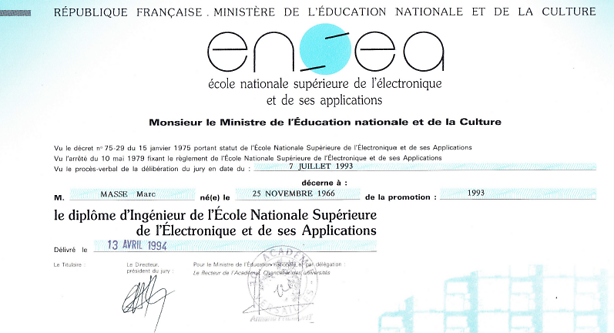 RÉPUBLIQUE FRANÇAISE . MINISTÈRE DE L'ÉDUCATION NATIONALE ET DE LA CULTURE
ensea
école nationale supérieure de l'électronique
et de ses applications
Monsieur le Ministre de l'Éducation nationale et de la Culture
Vu le décret n° 75-29 du 15 janvier 1975 portant statut de l'École Nationale Supérieure de l'Électronique et de ses Applications
Vu l'arrêté du 10 mai 1979 fixant le règlement de l'École Nationale Supérieure de l'Électronique et de ses Applications
Vu le procès-verbal de la délibération du jury en date du : 7 JUILLET 1993
décerne à :
M. MASSE Marc né(e) le 25 NOVEMBRE 1966 de la promotion : 1993
le diplôme d'Ingénieur de l'École Nationale Supérieure
de l'Électronique et de ses Applications
Délivré le 13 AVRIL 1994
Le Titulaire : Le Directeur, Pour le Ministre de l'Éducation nationale et par délégation :
président du jury : Le Recteur de l'Académie, Chancelier des universités
ACADÉMIE